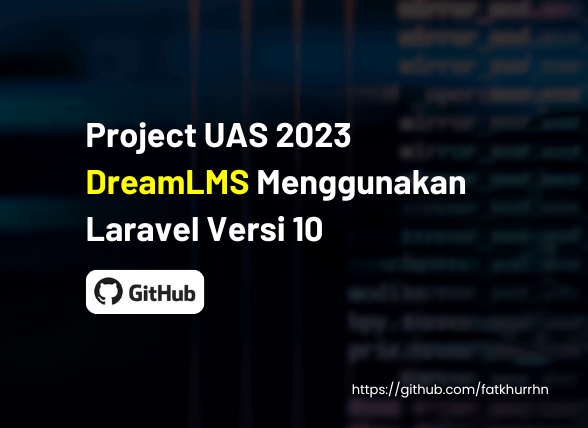 Project UAS 2023
DreamLMS Menggunakan
Laravel Versi 10
GitHub
https://github.com/fatkhurrhn